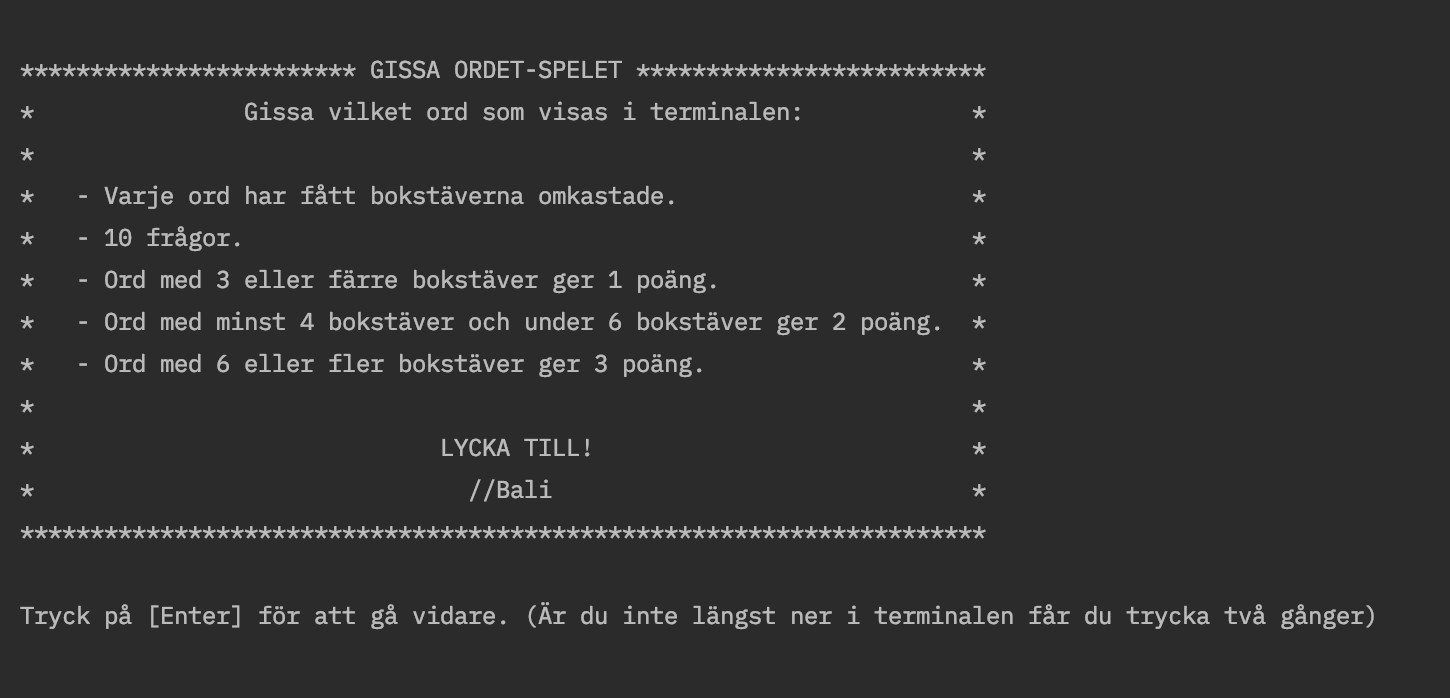 ************************ GISSA ORDET-SPELET *************************
*               Gissa vilket ord som visas i terminalen:            *
*                                                                   *
*   - Varje ord har fått bokstäverna omkastade.                     *
*   - 10 frågor.                                                    *
*   - Ord med 3 eller färre bokstäver ger 1 poäng.                  *
*   - Ord med minst 4 bokstäver och under 6 bokstäver ger 2 poäng.  *
*   - Ord med 6 eller fler bokstäver ger 3 poäng.                   *
*                                                                   *
*                             LYCKA TILL!                           *
*                               //Bali                              *
*********************************************************************
Tryck på [Enter] för att gå vidare. (Är du inte längst ner i terminalen får du trycka två gånger)